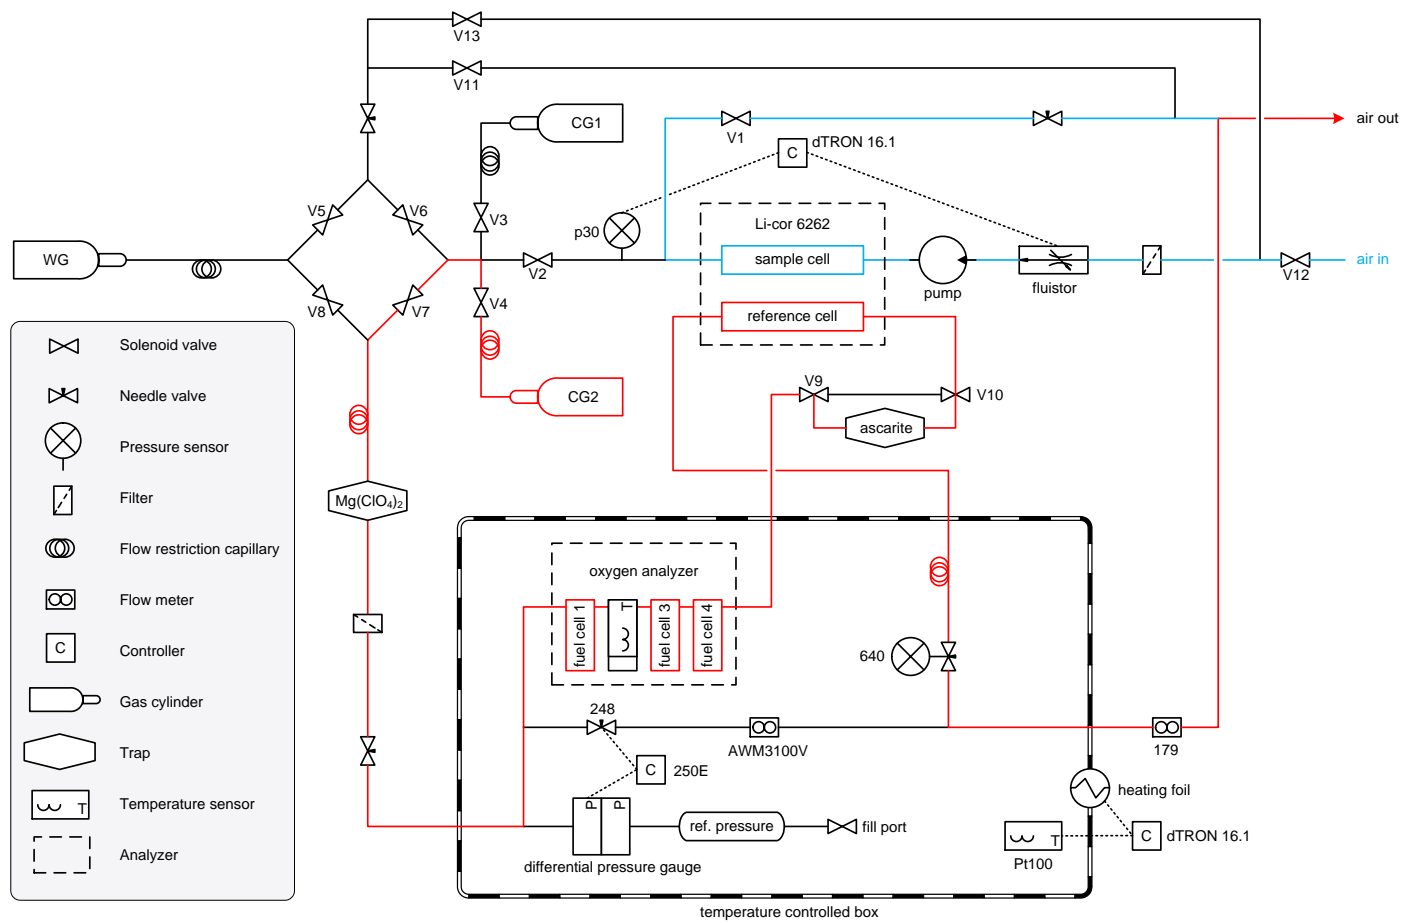 V13
V11
CG1
V1
dTRON 16.1
C
air out
V5
V6
V3
p30
Li-cor 6262
WG
V2
sample cell
pump
fluistor
V12
air in
V8
V7
V4
reference cell
Solenoid valve
Needle valve
Pressure sensor
Filter
Flow restriction capillary
Flow meter
C
Controller
Gas cylinder
Trap
T
Temperature sensor
Analyzer
CG2
V9
V10
ascarite
Mg(ClO₄)₂
oxygen analyzer
fuel cell 1
T
fuel cell 3
fuel cell 4
640
248
AWM3100V
179
C
250E
P
P
ref. pressure
fill port
differential pressure gauge
heating foil
T
Pt100
C
dTRON 16.1
temperature controlled box